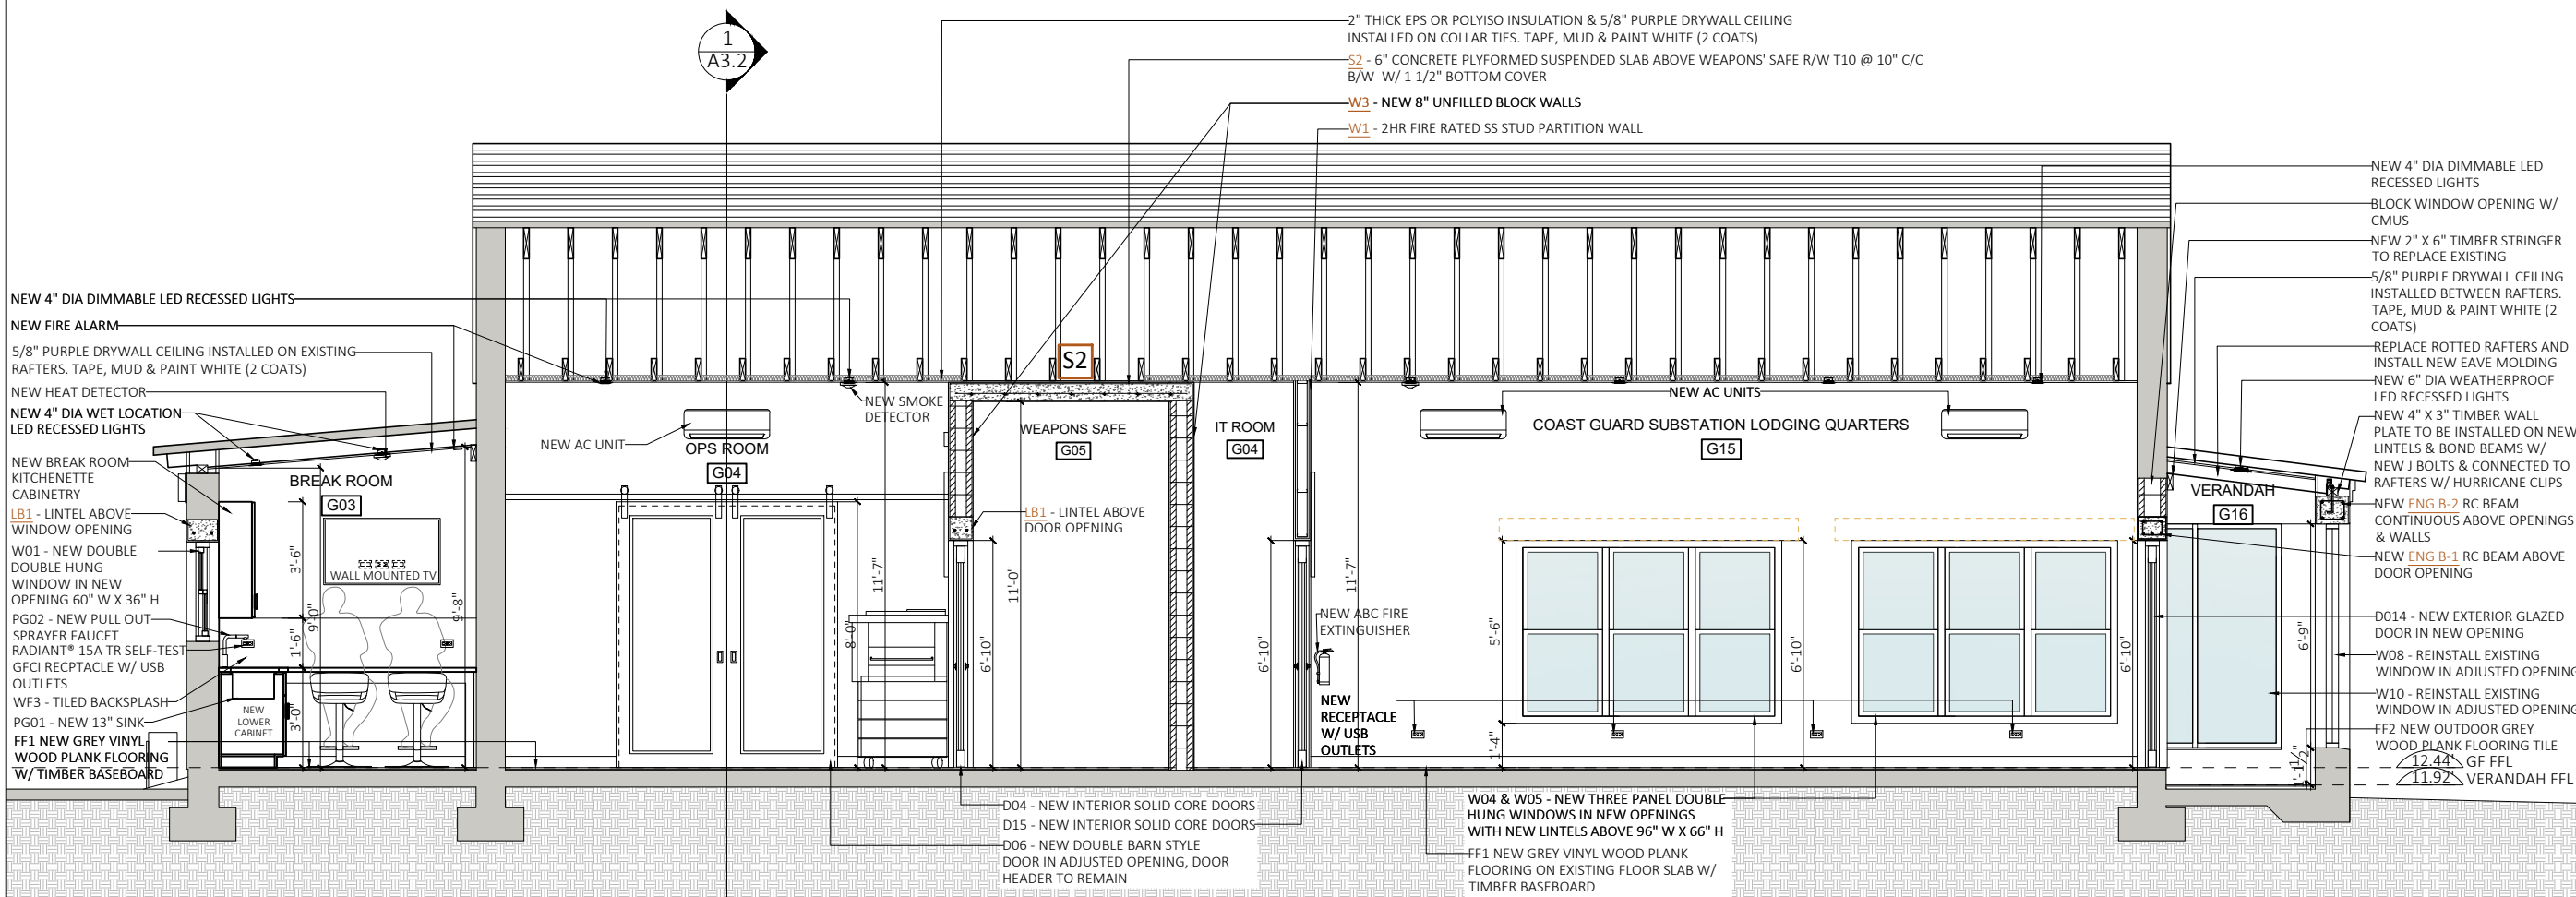 1
A3.2
2" THICK EPS OR POLYISO INSULATION & 5/8" PURPLE DRYWALL CEILING
INSTALLED ON COLLAR TIES. TAPE, MUD & PAINT WHITE (2 COATS)
S2 - 6" CONCRETE PLYFORMED SUSPENDED SLAB ABOVE WEAPONS' SAFE R/W T10 @ 10" C/C
B/W W/ 1 1/2" BOTTOM COVER
W3 - NEW 8" UNFILLED BLOCK WALLS
W1 - 2HR FIRE RATED SS STUD PARTITION WALL
NEW 4" DIA DIMMABLE LED RECESSED LIGHTS
NEW FIRE ALARM
5/8" PURPLE DRYWALL CEILING INSTALLED ON EXISTING
RAFTERS. TAPE, MUD & PAINT WHITE (2 COATS)
NEW HEAT DETECTOR
NEW 4" DIA WET LOCATION
LED RECESSED LIGHTS
NEW BREAK ROOM
KITCHENETTE
CABINETRY
LB1 - LINTEL ABOVE
WINDOW OPENING
W01 - NEW DOUBLE
DOUBLE HUNG
WINDOW IN NEW
OPENING 60" W X 36" H
PG02 - NEW PULL OUT
SPRAYER FAUCET
RADIANT® 15A TR SELF-TEST
GFCI RECPTACLE W/ USB
OUTLETS
WF3 - TILED BACKSPLASH
PG01 - NEW 13" SINK
FF1 NEW GREY VINYL
WOOD PLANK FLOORING
W/ TIMBER BASEBOARD
BREAK ROOM
G03
WALL MOUNTED TV
3'-6"
1'-6"
3'-0"
9'-0"
9'-8"
NEW
LOWER
CABINET
NEW AC UNIT
OPS ROOM
G04
NEW SMOKE
DETECTOR
8'-0"
11'-7"
S2
WEAPONS SAFE
G05
LB1 - LINTEL ABOVE
DOOR OPENING
6'-10"
11'-0"
IT ROOM
G04
6'-10"
11'-7"
NEW AC UNITS
COAST GUARD SUBSTATION LODGING QUARTERS
G15
NEW ABC FIRE
EXTINGUISHER
NEW
RECEPTACLE
W/ USB
OUTLETS
5'-6"
1'-4"
6'-10"
6'-10"
VERANDAH
G16
6'-9"
1'-1 1/2"
D04 - NEW INTERIOR SOLID CORE DOORS
D15 - NEW INTERIOR SOLID CORE DOORS
D06 - NEW DOUBLE BARN STYLE
DOOR IN ADJUSTED OPENING, DOOR
HEADER TO REMAIN
W04 & W05 - NEW THREE PANEL DOUBLE
HUNG WINDOWS IN NEW OPENINGS
WITH NEW LINTELS ABOVE 96" W X 66" H
FF1 NEW GREY VINYL WOOD PLANK
FLOORING ON EXISTING FLOOR SLAB W/
TIMBER BASEBOARD
NEW 4" DIA DIMMABLE LED
RECESSED LIGHTS
BLOCK WINDOW OPENING W/
CMUS
NEW 2" X 6" TIMBER STRINGER
TO REPLACE EXISTING
5/8" PURPLE DRYWALL CEILING
INSTALLED BETWEEN RAFTERS.
TAPE, MUD & PAINT WHITE (2
COATS)
REPLACE ROTTED RAFTERS AND
INSTALL NEW EAVE MOLDING
NEW 6" DIA WEATHERPROOF
LED RECESSED LIGHTS
NEW 4" X 3" TIMBER WALL
PLATE TO BE INSTALLED ON NEW
LINTELS & BOND BEAMS W/
NEW J BOLTS & CONNECTED TO
RAFTERS W/ HURRICANE CLIPS
NEW ENG B-2 RC BEAM
CONTINUOUS ABOVE OPENINGS
& WALLS
NEW ENG B-1 RC BEAM ABOVE
DOOR OPENING
D014 - NEW EXTERIOR GLAZED
DOOR IN NEW OPENING
W08 - REINSTALL EXISTING
WINDOW IN ADJUSTED OPENING
W10 - REINSTALL EXISTING
WINDOW IN ADJUSTED OPENING
FF2 NEW OUTDOOR GREY
WOOD PLANK FLOORING TILE
12.44' GF FFL
11.92' VERANDAH FFL